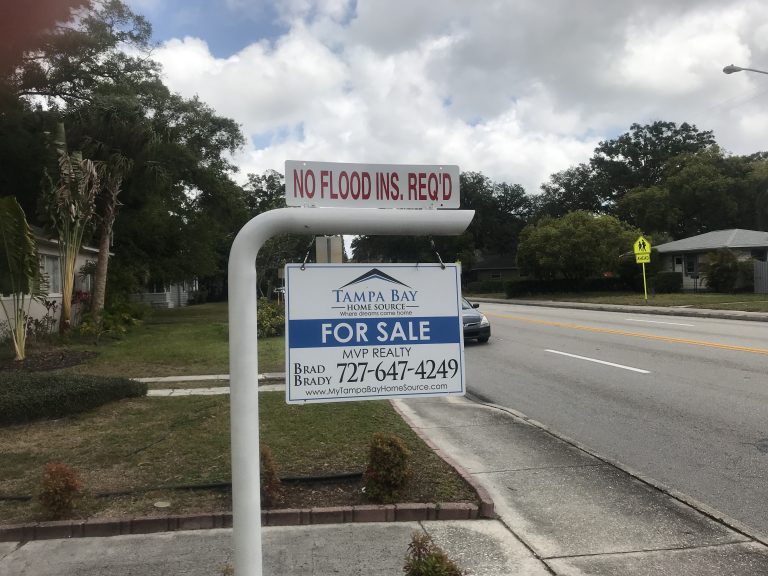 NO FLOOD INS. REQ'D
TAMPA BAY
HOME SOURCE
Where dreams come home
FOR SALE
MVP REALTY
BRAD BRADY 727-647-4249
www.MyTampaBayHomeSource.com
AHEAD